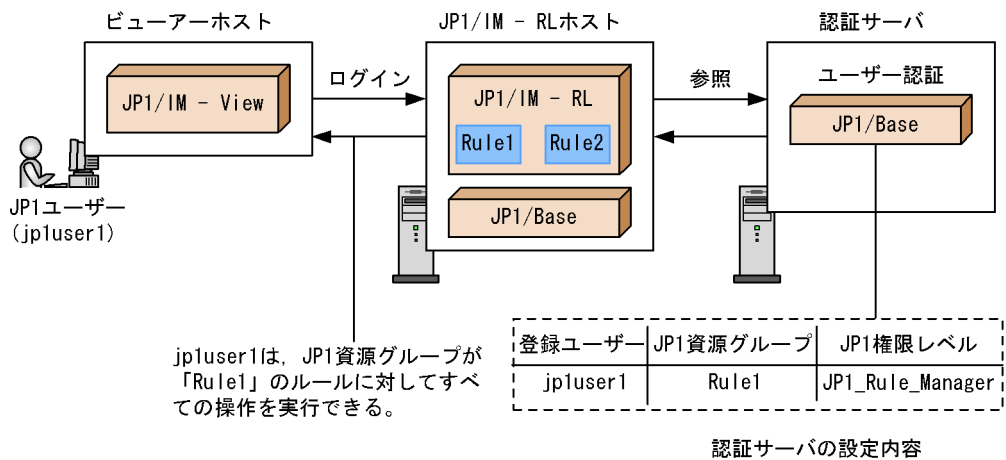 ビューアーホスト
JP1/IM - RLホスト
認証サーバ
JP1/IM - View
ログイン
JP1/IM - RL
Rule1
Rule2
JP1/Base
参照
ユーザー認証
JP1/Base
JP1ユーザー
(jp1user1)
jp1user1は，JP1資源グループが
「Rule1」のルールに対してすべ
ての操作を実行できる。
登録ユーザー JP1資源グループ JP1権限レベル
jp1user1 Rule1 JP1_Rule_Manager
認証サーバの設定内容